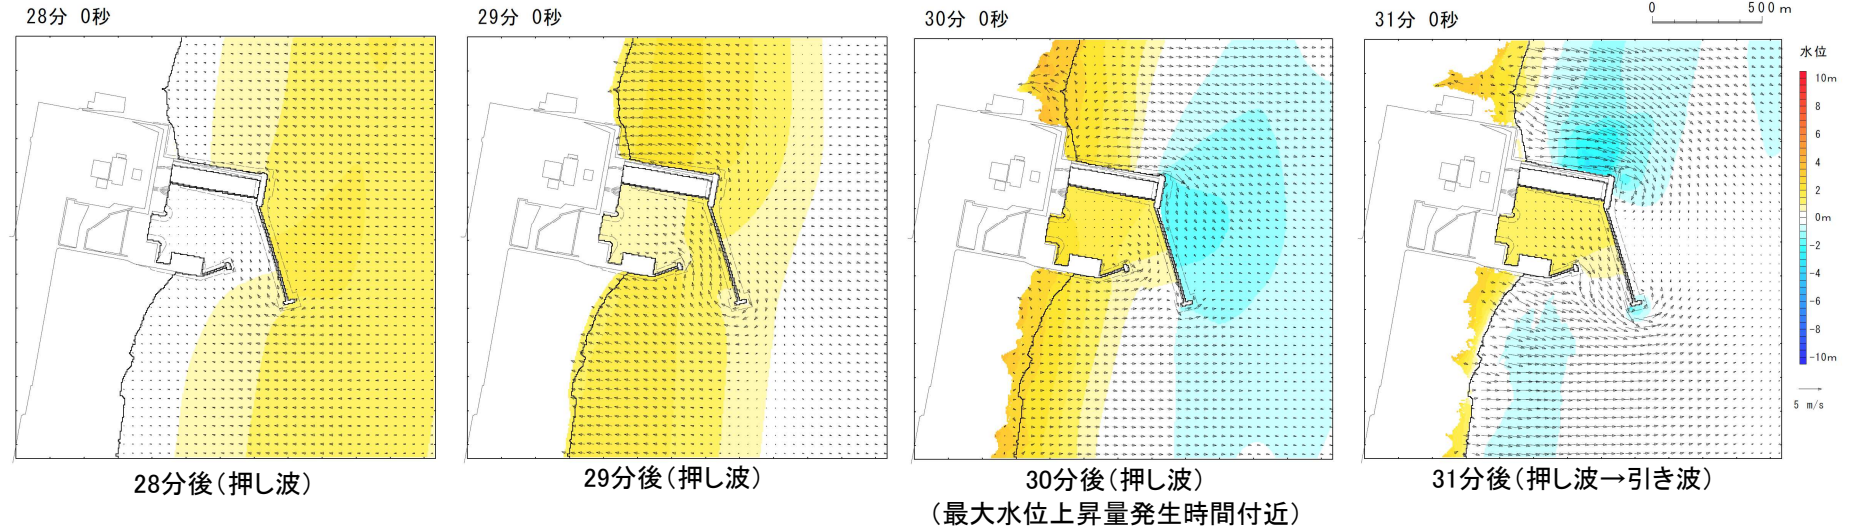 28分 0秒
29分 0秒
30分 0秒
31分 0秒
0 500m
水位
10m
8
6
4
2
0m
-2
-4
-6
-8
-10m
5 m/s
28分後(押し波)
29分後(押し波)
30分後(押し波)
(最大水位上昇量発生時間付近)
31分後(押し波→引き波)